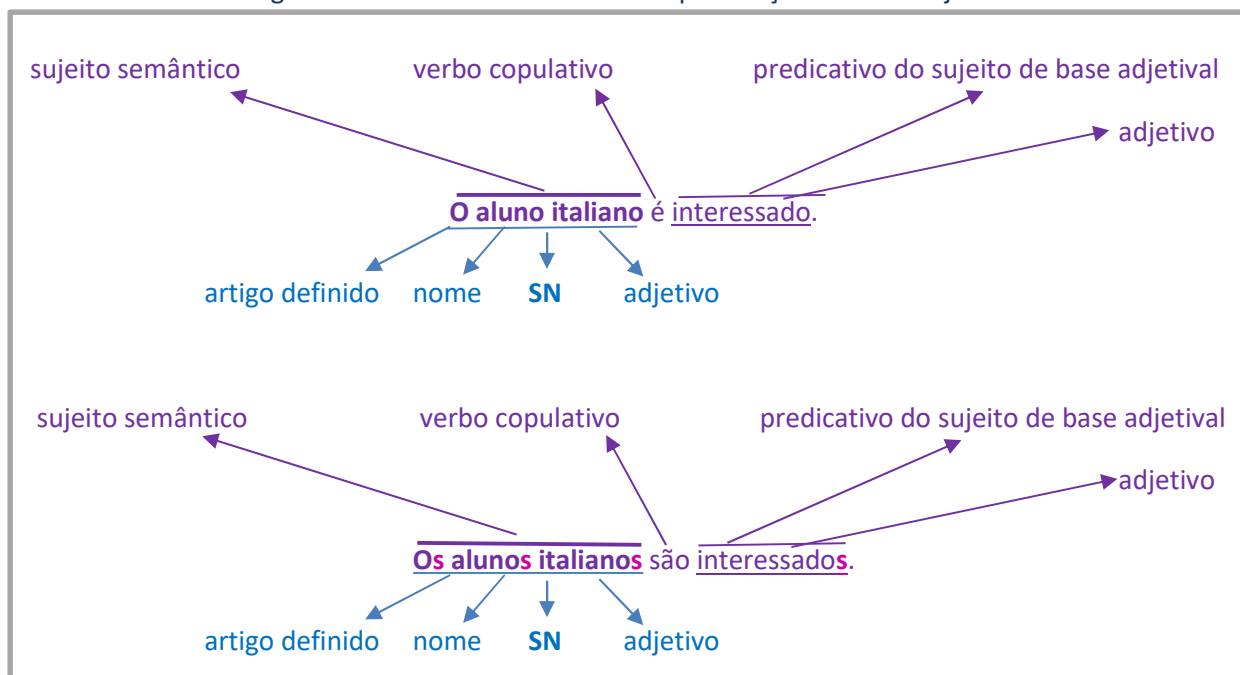 sujeito semântico verbo copulativo predicativo do sujeito de base adjetival
adjetivo
O aluno italiano é interessado.
artigo definido nome SN adjetivo
sujeito semântico verbo copulativo predicativo do sujeito de base adjetival
adjetivo
Os alunos italianos são interessados.
artigo definido nome SN adjetivo